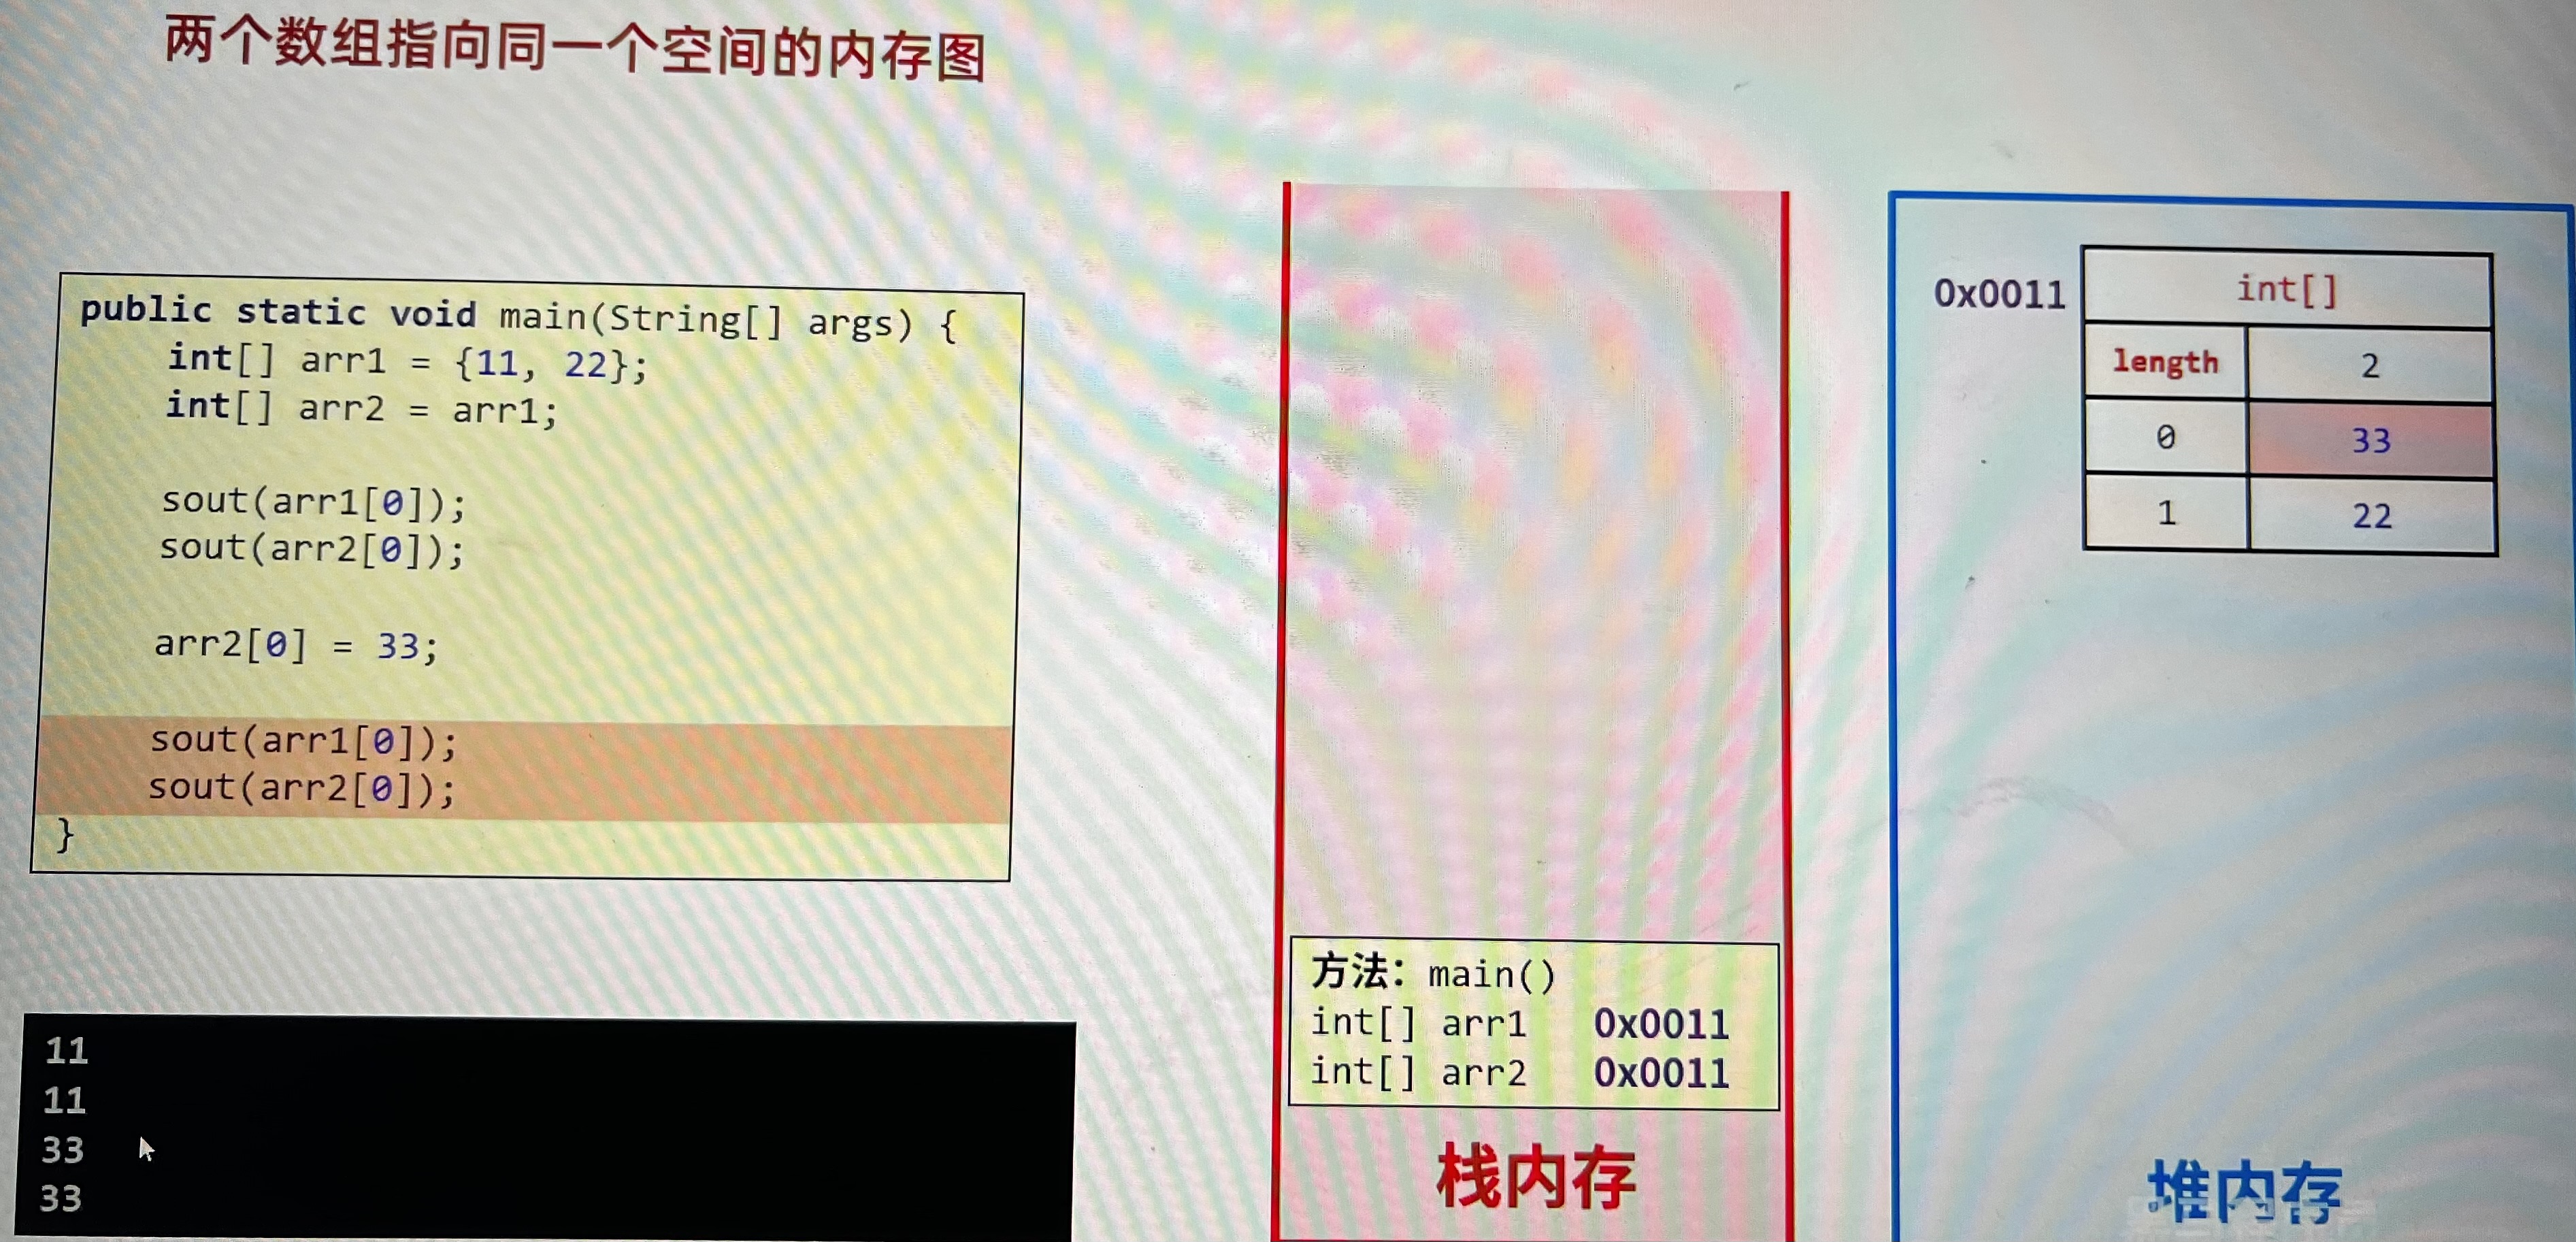 两个数组指向同一个空间的内存图
public static void main(String[] args) {
int[] arr1 = {11, 22};
int[] arr2 = arr1;
sout(arr1[0]);
sout(arr2[0]);
arr2[0] = 33;
sout(arr1[0]);
sout(arr2[0]);
}
11
11
33
33
方法：main()
int[] arr1 0x0011
int[] arr2 0x0011
栈内存
0x0011
int[]
length 2
0 33
1 22
堆内存